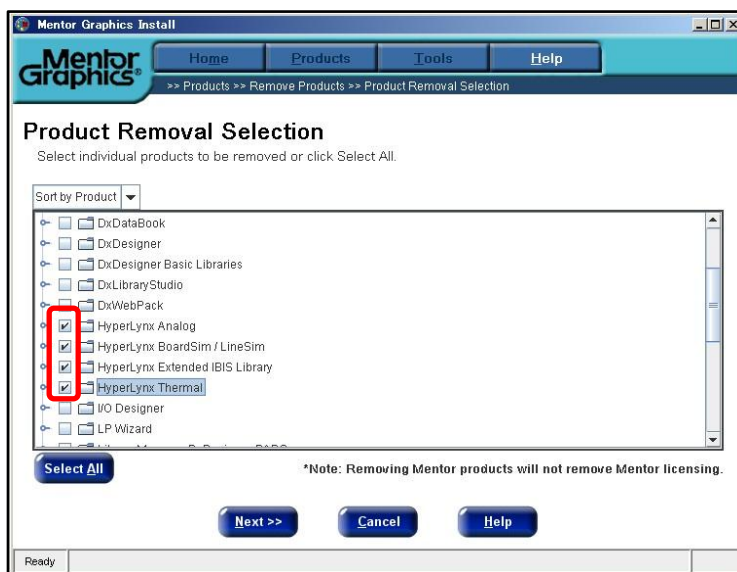 Mentor Graphics Install
Mentor Graphics®
Home
Products
Tools
Help
>> Products >> Remove Products >> Product Removal Selection
Product Removal Selection
Select individual products to be removed or click Select All.
Sort by Product
DxDataBook
DxDesigner
DxDesigner Basic Libraries
DxLibraryStudio
DxWebPack
HyperLynx Analog
HyperLynx BoardSim / LineSim
HyperLynx Extended IBIS Library
HyperLynx Thermal
I/O Designer
LP Wizard
Select All
*Note: Removing Mentor products will not remove Mentor licensing.
Next >>
Cancel
Help
Ready